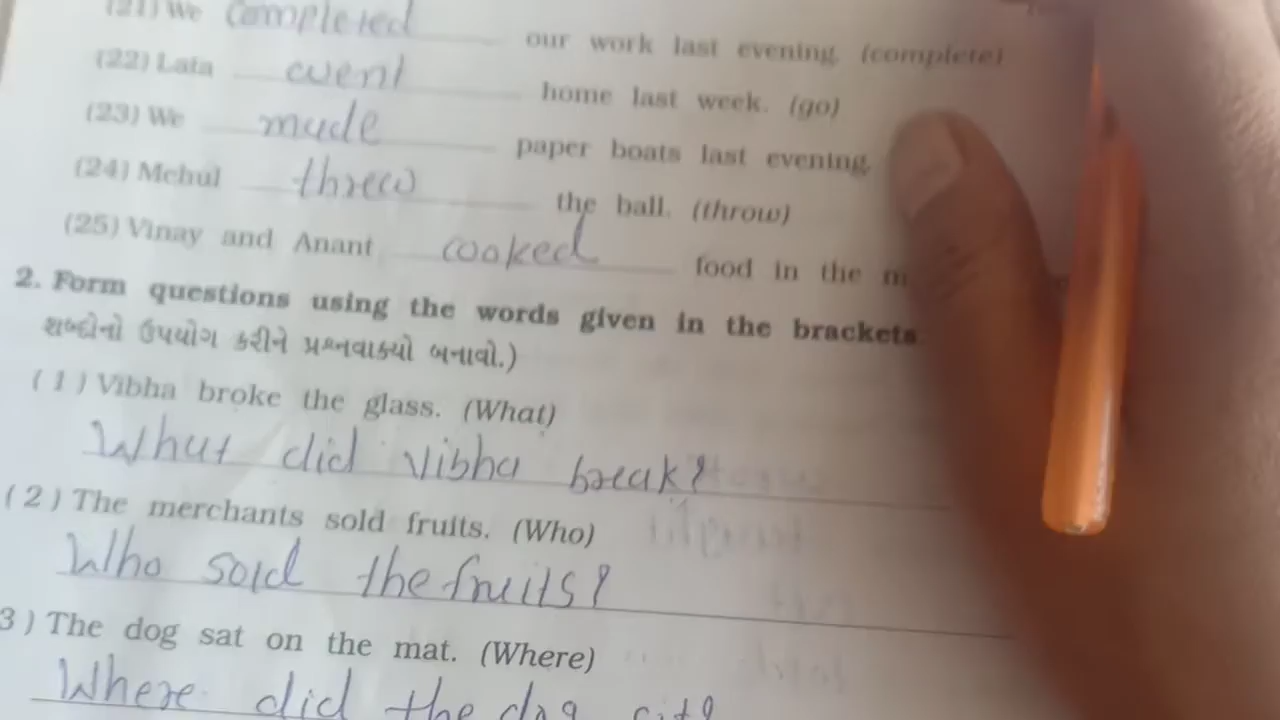 (21) We completed our work last evening. (complete)
(22) Lata went home last week. (go)
(23) We made paper boats last evening.
(24) Mehul threw the ball. (throw)
(25) Vinay and Anant cooked food in the
2. Form questions using the words given in the brackets.
શબ્દોનો ઉપયોગ કરીને પ્રશ્નવાક્યો બનાવો.)
(1) Vibha broke the glass. (What)
What did Vibha break?
(2) The merchants sold fruits. (Who)
Who sold the fruits?
3) The dog sat on the mat. (Where)
Where did the dog sit?